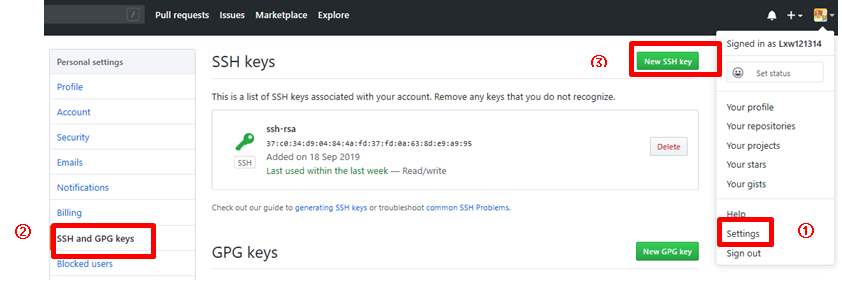 /
Pull requests Issues Marketplace Explore
Signed in as Lxw121314
Set status
Your profile
Your repositories
Your projects
Your stars
Your gists
Help
Settings
Sign out
①
Personal settings
Profile
Account
Security
Emails
Notifications
Billing
SSH and GPG keys
Blocked users
②
SSH keys
③
New SSH key
This is a list of SSH keys associated with your account. Remove any keys that you do not recognize.
ssh-rsa
37:c0:34:d9:04:84:4a:fd:37:fd:0a:63:8d:e9:a9:95
Added on 18 Sep 2019
Last used within the last week — Read/write
SSH
Delete
Check out our guide to generating SSH keys or troubleshoot common SSH Problems.
GPG keys
New GPG key